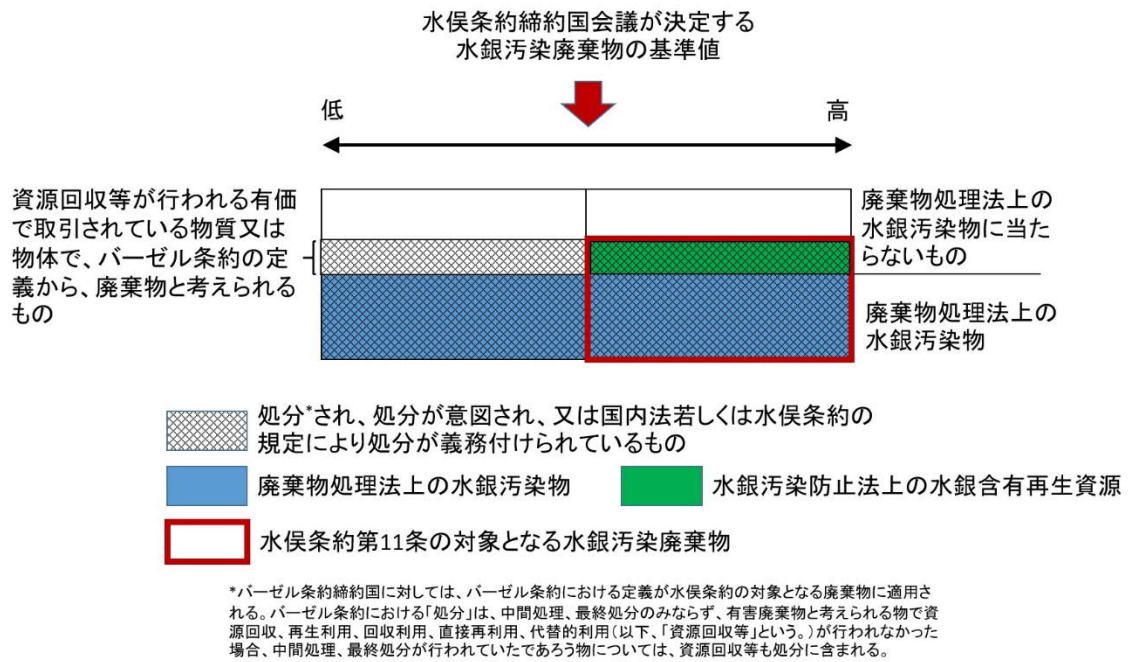 水俣条約締約国会議が決定する
水銀汚染廃棄物の基準値
低
高
資源回収等が行われる有価
で取引されている物質又は
物体で、バーゼル条約の定
義から、廃棄物と考えられる
もの
廃棄物処理法上の
水銀汚染物に当た
らないもの
廃棄物処理法上の
水銀汚染物
処分*され、処分が意図され、又は国内法若しくは水俣条約の
規定により処分が義務付けられているもの
廃棄物処理法上の水銀汚染物
水銀汚染防止法上の水銀含有再生資源
水俣条約第11条の対象となる水銀汚染廃棄物
*バーゼル条約締約国に対しては、バーゼル条約における定義が水俣条約の対象となる廃棄物に適用さ
れる。バーゼル条約における「処分」は、中間処理、最終処分のみならず、有害廃棄物と考えられる物で資
源回収、再生利用、回収利用、直接再利用、代替的利用（以下、「資源回収等」という。）が行われなかった
場合、中間処理、最終処分が行われていたであろう物については、資源回収等も処分に含まれる。